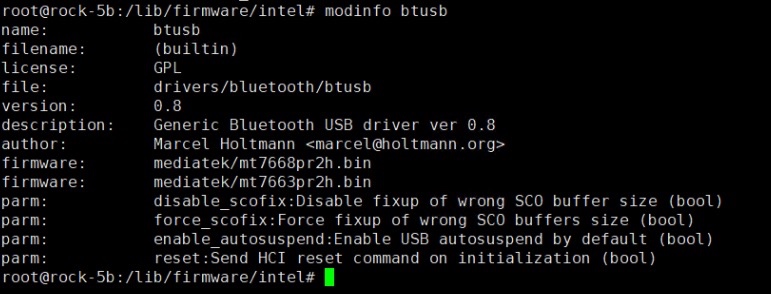 root@rock-5b:/lib/firmware/intel# modinfo btusb
name:           btusb
filename:       (builtin)
license:        GPL
file:           drivers/bluetooth/btusb
version:        0.8
description:    Generic Bluetooth USB driver ver 0.8
author:         Marcel Holtmann <marcel@holtmann.org>
firmware:       mediatek/mt7668pr2h.bin
firmware:       mediatek/mt7663pr2h.bin
parm:           disable_scofix:Disable fixup of wrong SCO buffer size (bool)
parm:           force_scofix:Force fixup of wrong SCO buffers size (bool)
parm:           enable_autosuspend:Enable USB autosuspend by default (bool)
parm:           reset:Send HCI reset command on initialization (bool)
root@rock-5b:/lib/firmware/intel#